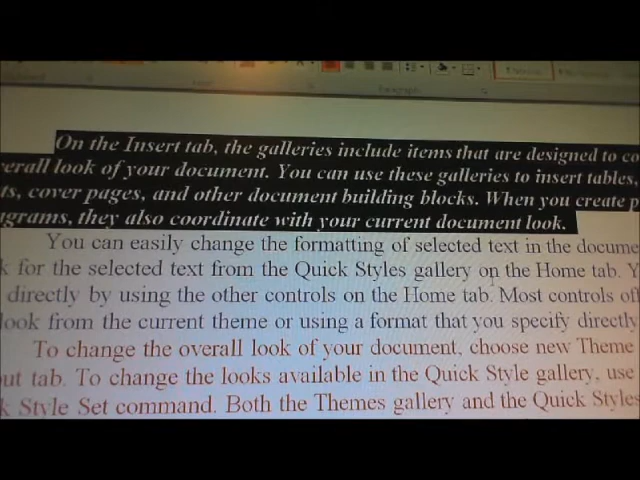 Paragraph
On the Insert tab, the galleries include items that are designed to co
erall look of your document. You can use these galleries to insert tables,
ts, cover pages, and other document building blocks. When you create p
agrams, they also coordinate with your current document look.
You can easily change the formatting of selected text in the docume
k for the selected text from the Quick Styles gallery on the Home tab. Y
directly by using the other controls on the Home tab. Most controls off
look from the current theme or using a format that you specify directly
To change the overall look of your document, choose new Theme
out tab. To change the looks available in the Quick Style gallery, use
k Style Set command. Both the Themes gallery and the Quick Styles